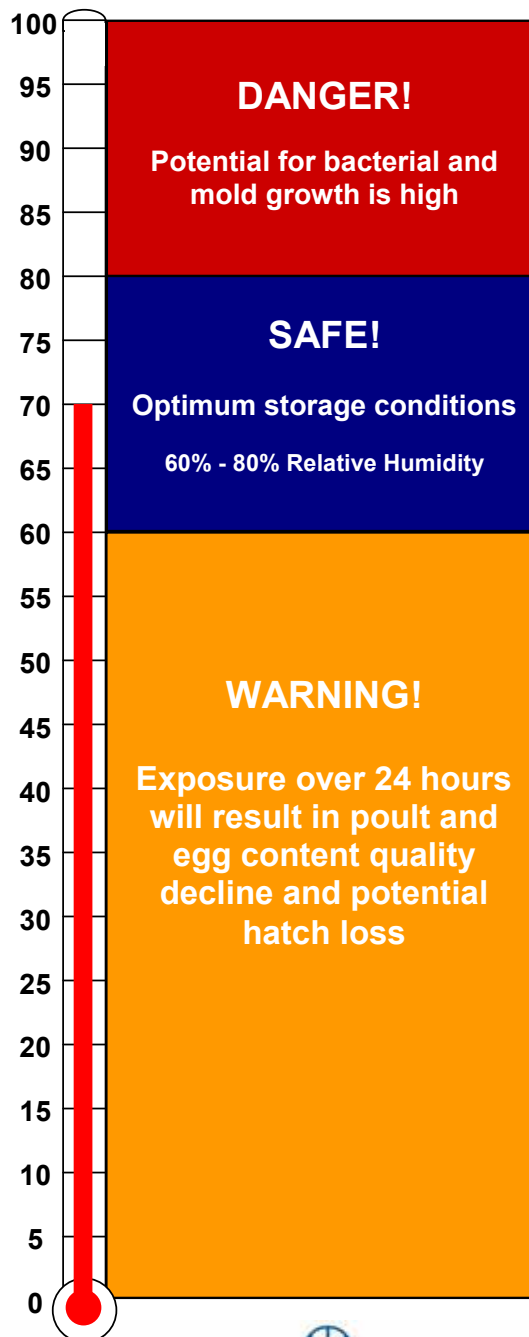 100
95
90
85
80
75
70
65
60
55
50
45
40
35
30
25
20
15
10
5
0
DANGER!
Potential for bacterial and
mold growth is high
SAFE!
Optimum storage conditions
60% - 80% Relative Humidity
WARNING!
Exposure over 24 hours
will result in poult and
egg content quality
decline and potential
hatch loss